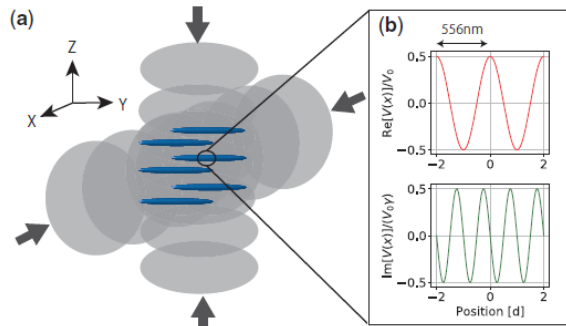 (a)
Z
X
Y
(b)
556nm
Re[V(x)]/V₀
0.5
0.0
−0.5
−2
0
2
Im[V(x)]/(V₀γ)
0.5
0.0
−0.5
−2
0
2
Position [d]